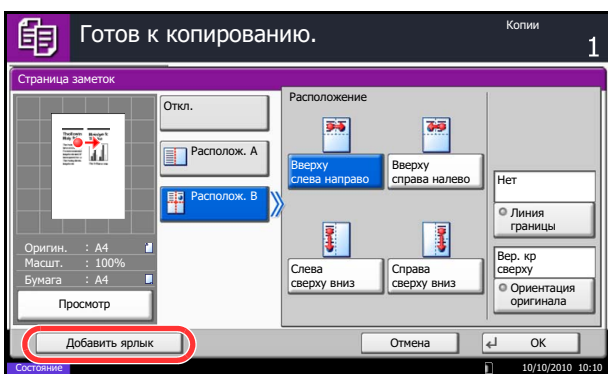 Готов к копированию.
Копии
1
Страница заметок
Откл.
Располож. A
Располож. B
Расположение
Вверху
слева направо
Вверху
справа налево
Слева
сверху вниз
Справа
сверху вниз
Нет
Линия
границы
Вер. кр
сверху
Ориентация
оригинала
Оригин. : A4
Масшт. : 100%
Бумага : A4
Просмотр
Добавить ярлык
Отмена
OK
Состояние
10/10/2010 10:10